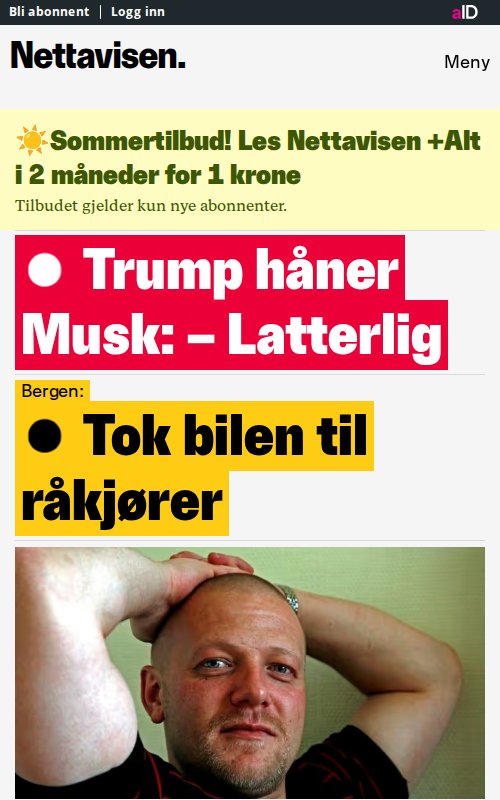 Bli abonnent | Logg inn
aID
Nettavisen.
Meny
☀️Sommertilbud! Les Nettavisen +Alt
i 2 måneder for 1 krone
Tilbudet gjelder kun nye abonnenter.
Trump håner
Musk: – Latterlig
Bergen:
Tok bilen til
råkjører